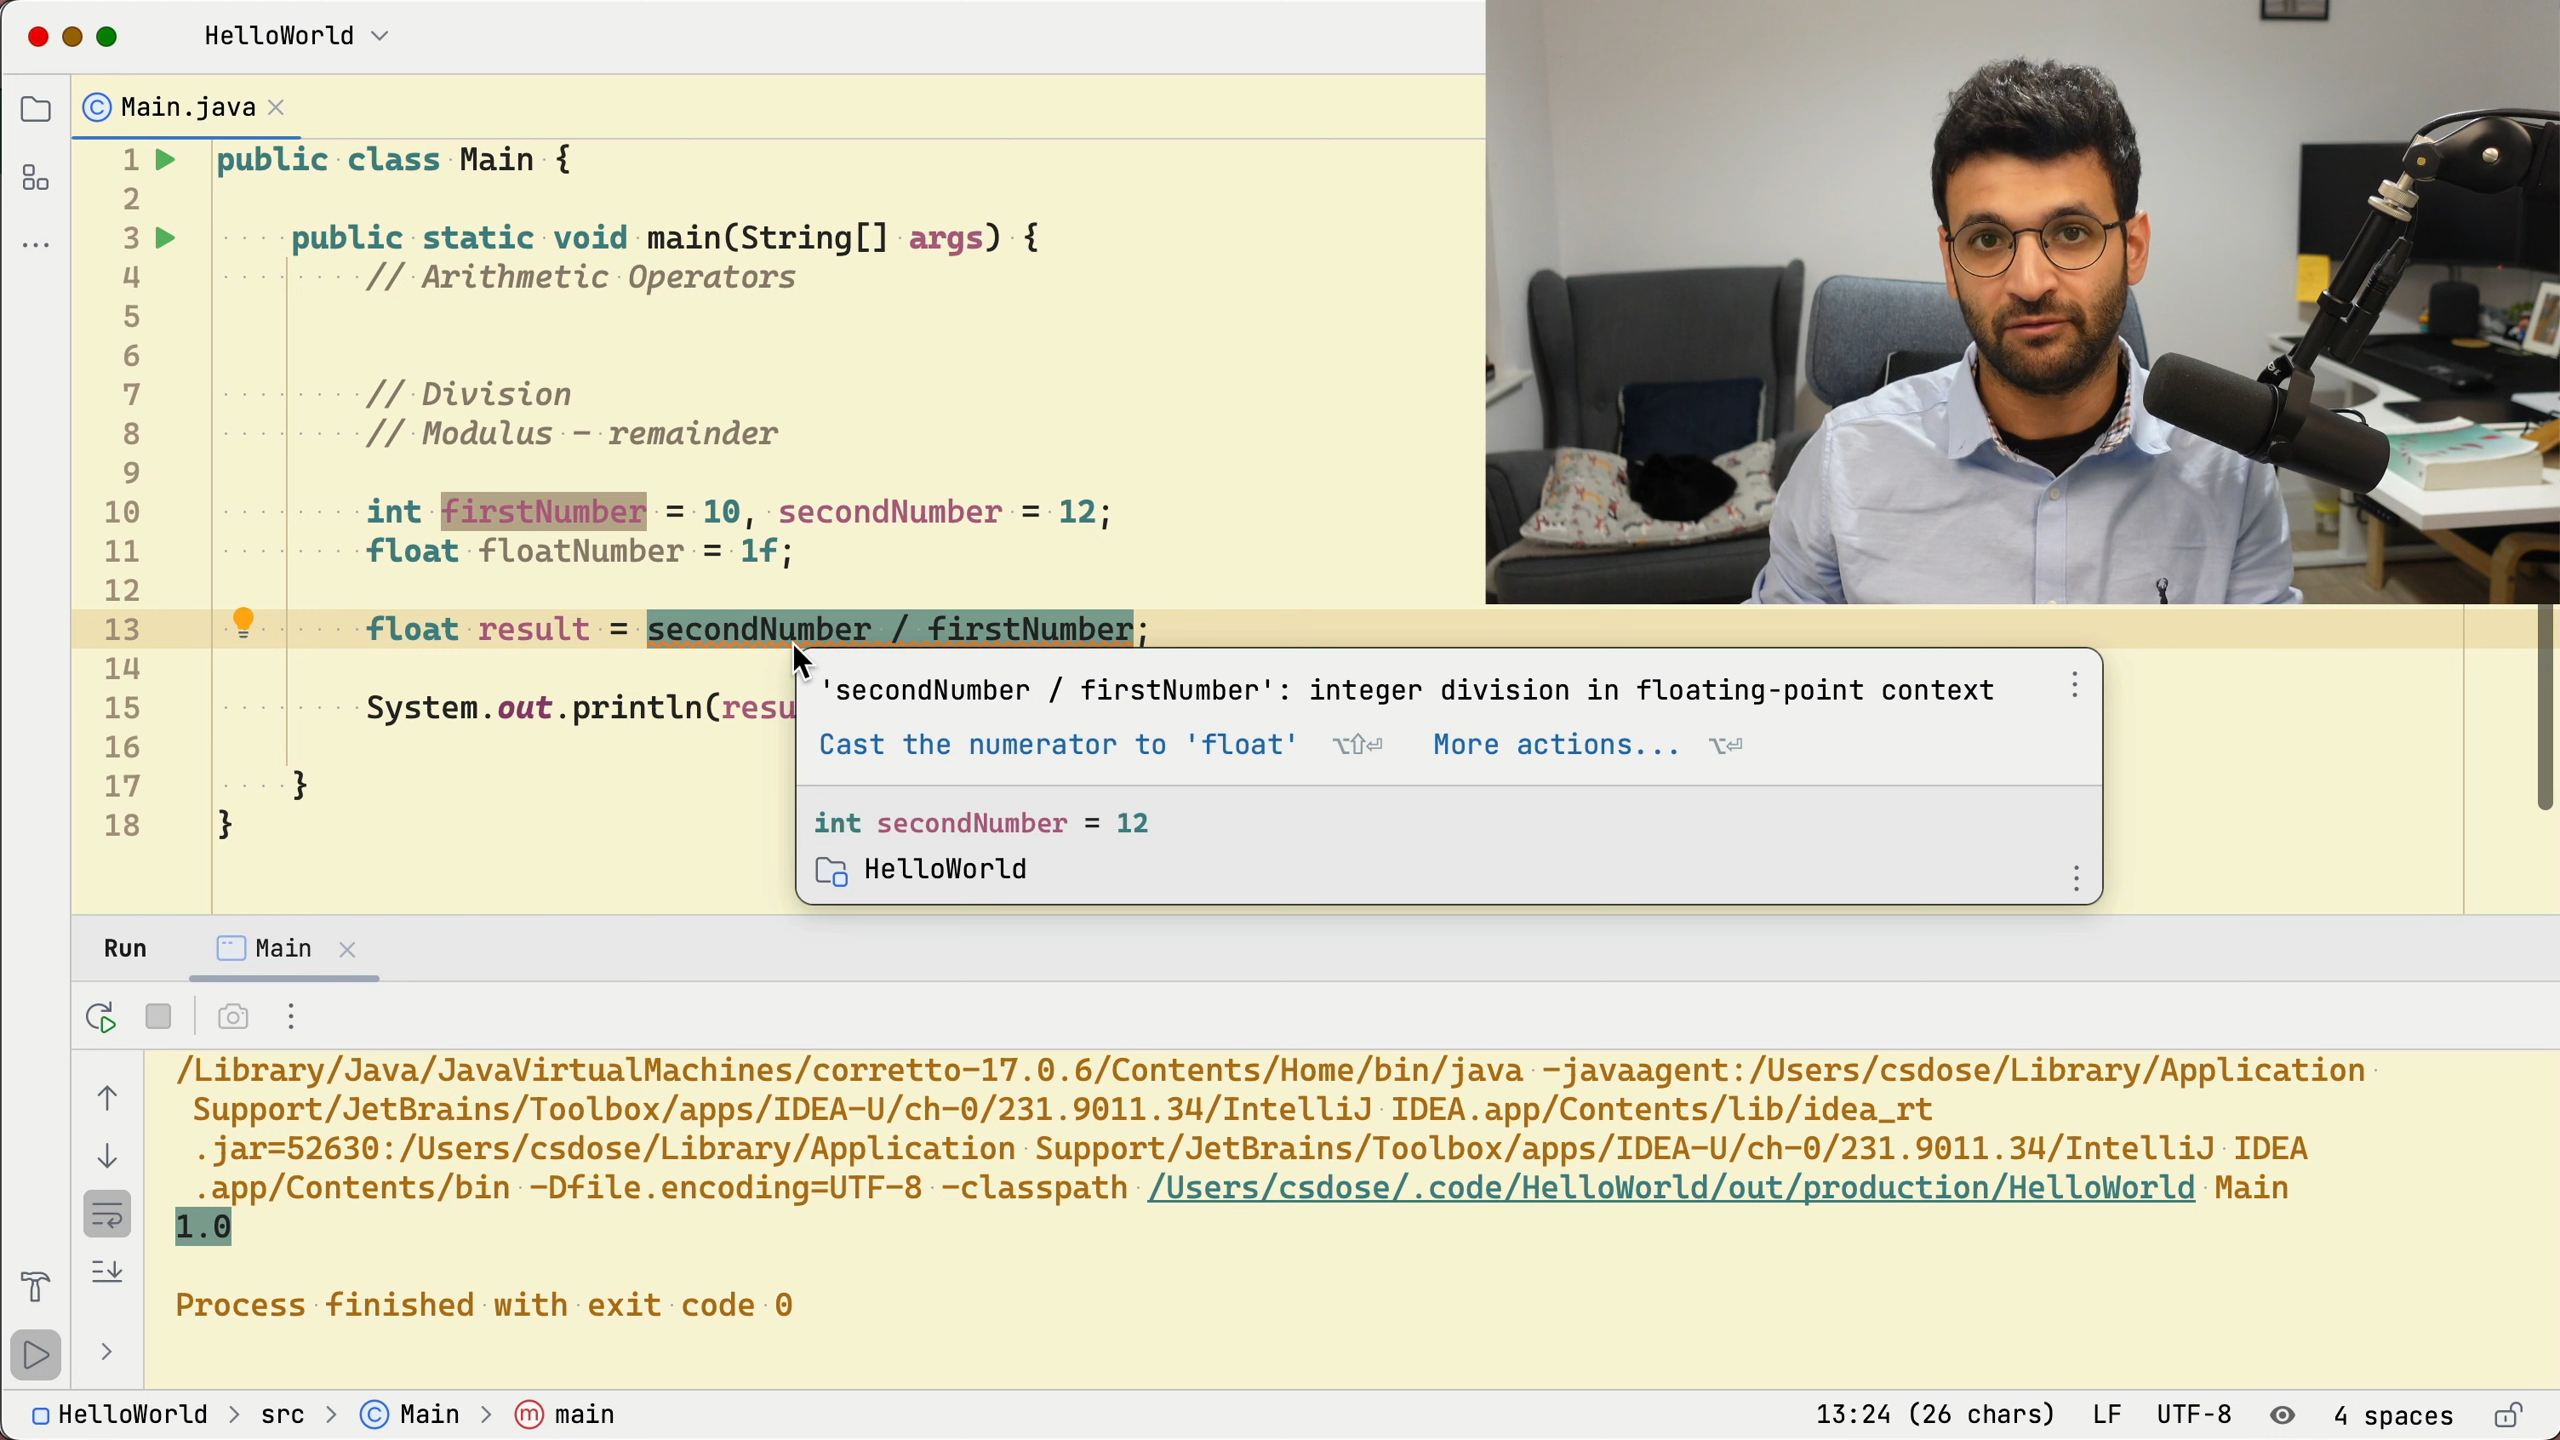 HelloWorld
Main.java
1 public class Main {
2
3 public static void main(String[] args) {
4 // Arithmetic Operators
5
6
7 // Division
8 // Modulus - remainder
9
10 int firstNumber = 10, secondNumber = 12;
11 float floatNumber = 1f;
12
13 float result = secondNumber / firstNumber;
14
15 System.out.println(resu
16
17 }
18 }
'secondNumber / firstNumber': integer division in floating-point context
Cast the numerator to 'float' ⌥⇧⏎ More actions... ⌥⏎
int secondNumber = 12
HelloWorld
Run Main
/Library/Java/JavaVirtualMachines/corretto-17.0.6/Contents/Home/bin/java -javaagent:/Users/csdose/Library/Application
Support/JetBrains/Toolbox/apps/IDEA-U/ch-0/231.9011.34/IntelliJ IDEA.app/Contents/lib/idea_rt
.jar=52630:/Users/csdose/Library/Application Support/JetBrains/Toolbox/apps/IDEA-U/ch-0/231.9011.34/IntelliJ IDEA
.app/Contents/bin -Dfile.encoding=UTF-8 -classpath /Users/csdose/.code/HelloWorld/out/production/HelloWorld Main
1.0
Process finished with exit code 0
HelloWorld > src > Main > main 13:24 (26 chars) LF UTF-8 4 spaces